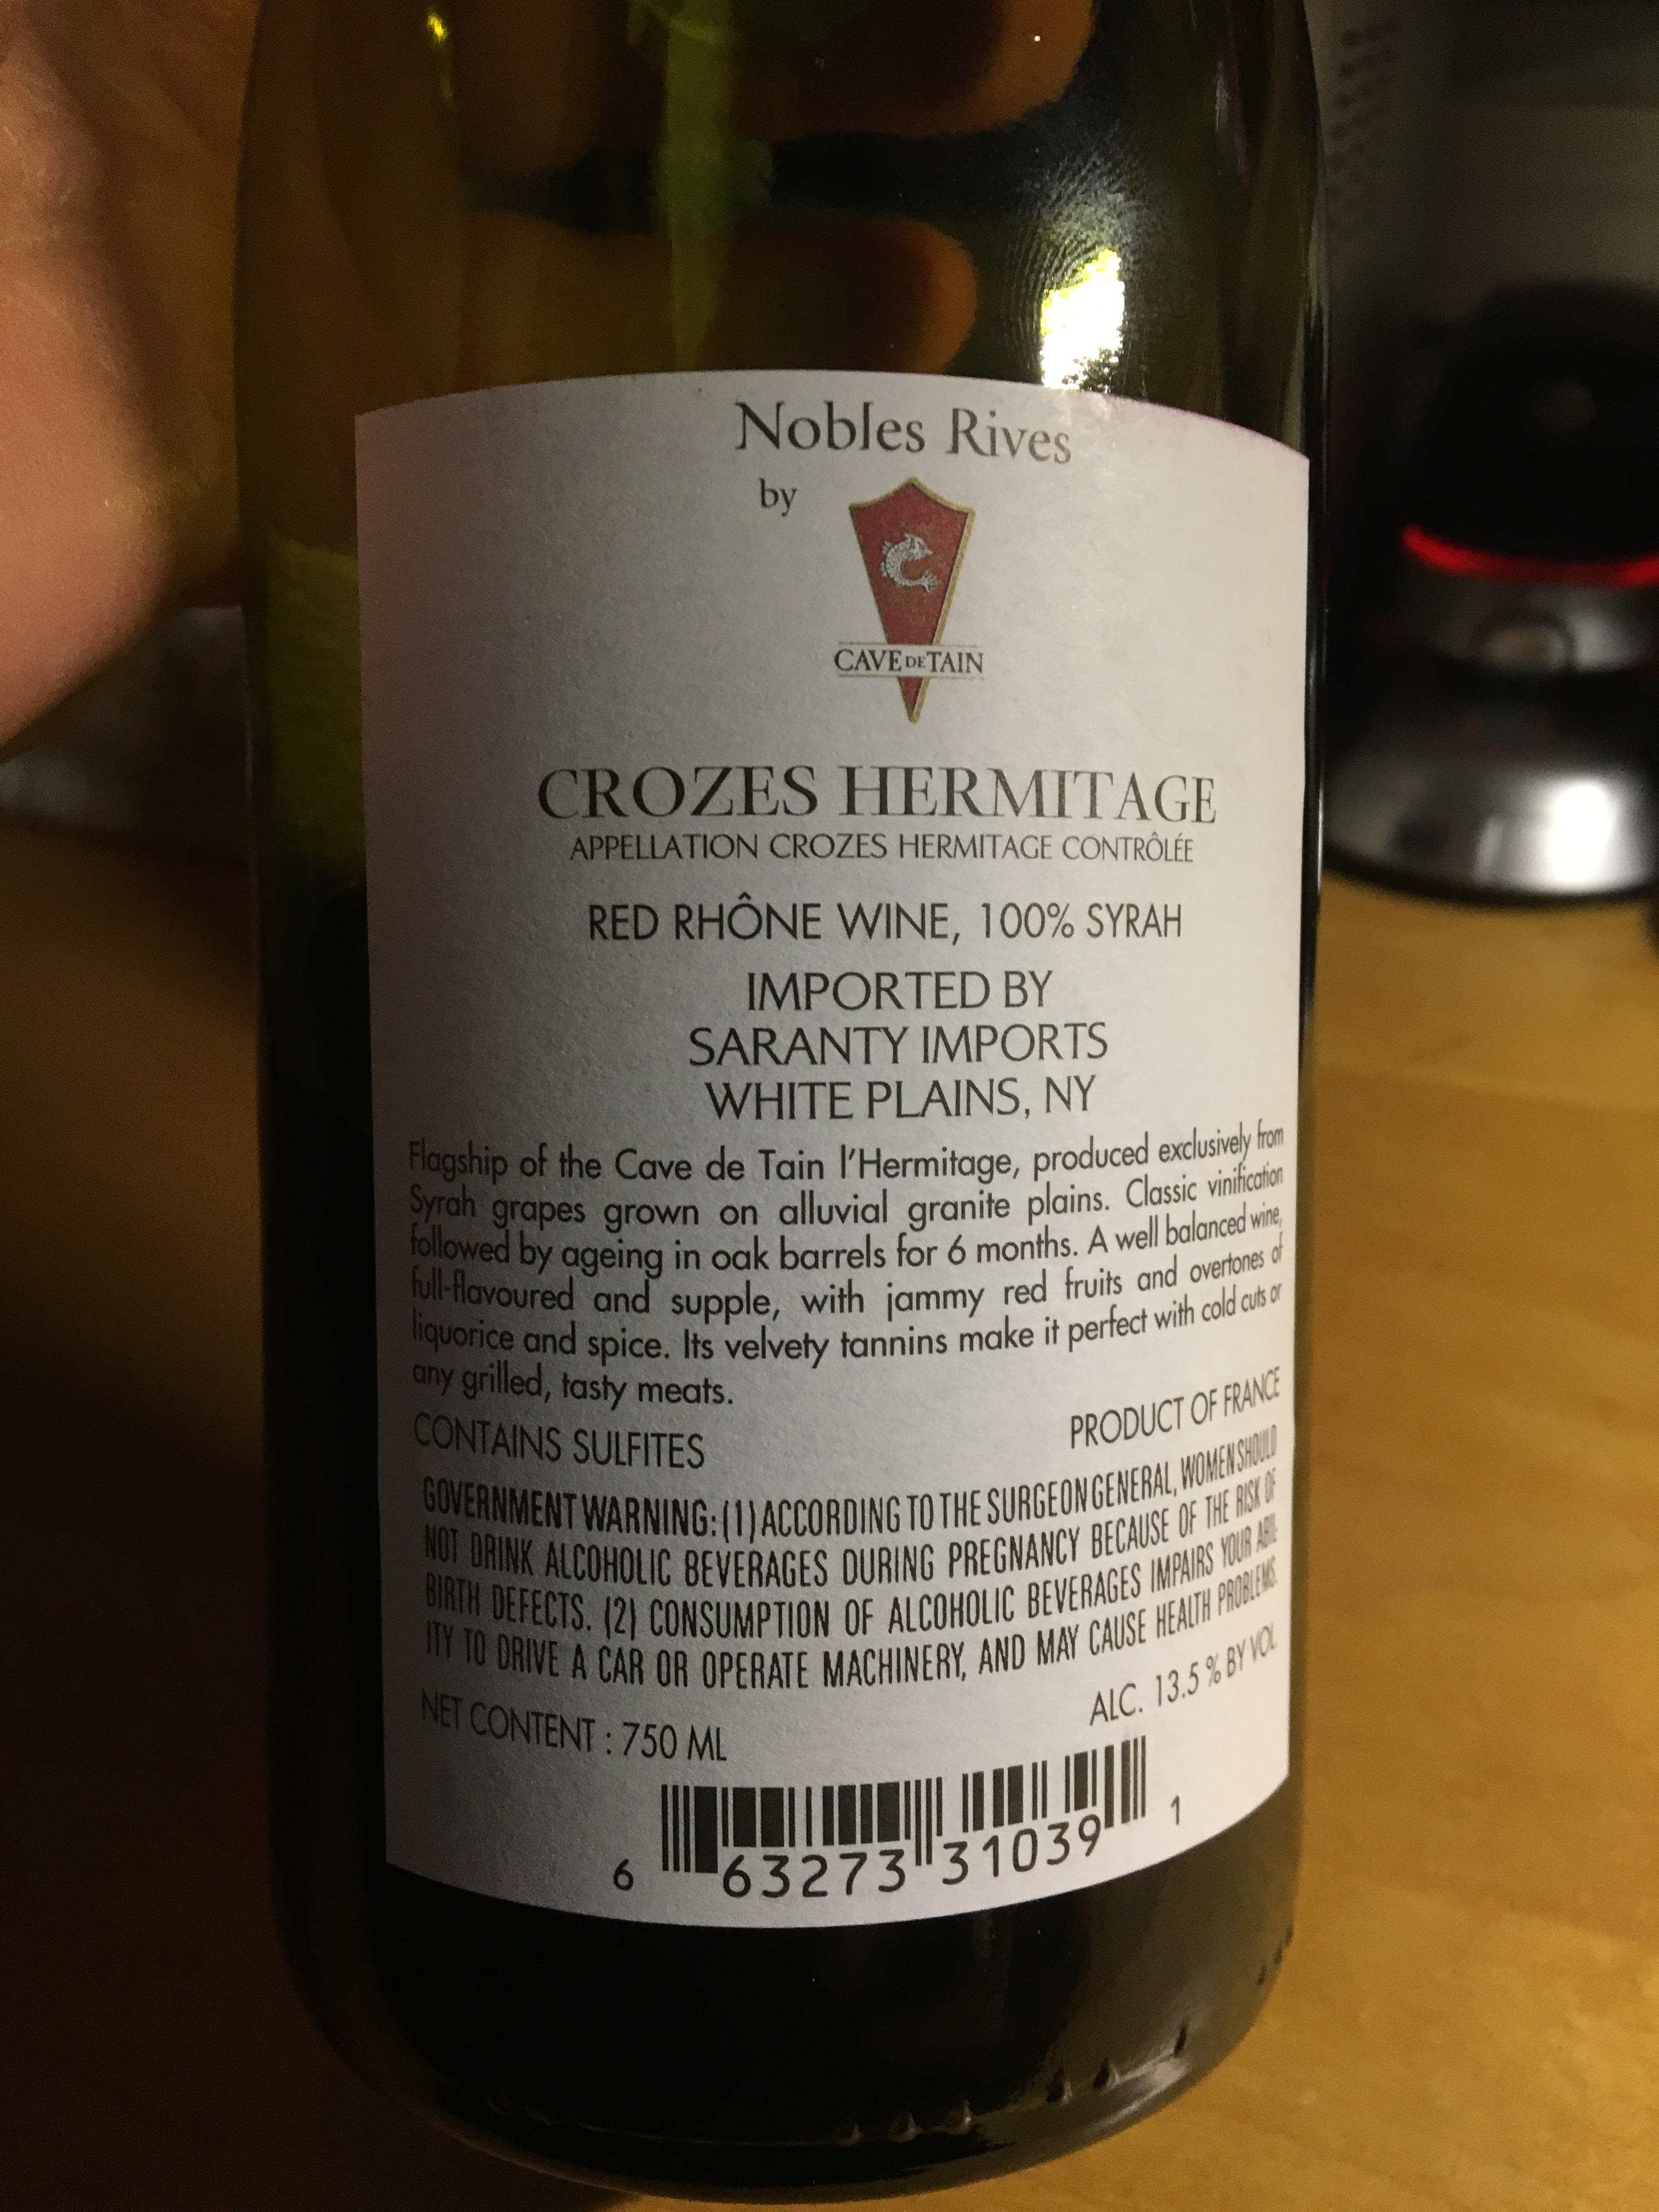 Nobles Rives
by
CAVE DE TAIN
CROZES HERMITAGE
APPELLATION CROZES HERMITAGE CONTRÔLÉE
RED RHÔNE WINE, 100% SYRAH
IMPORTED BY
SARANTY IMPORTS
WHITE PLAINS, NY
Flagship of the Cave de Tain l'Hermitage, produced exclusively from
Syrah grapes grown on alluvial granite plains. Classic vinification
followed by ageing in oak barrels for 6 months. A well balanced wine,
full-flavoured and supple, with jammy red fruits and overtones of
liquorice and spice. Its velvety tannins make it perfect with cold cuts or
any grilled, tasty meats.
CONTAINS SULFITES PRODUCT OF FRANCE
GOVERNMENT WARNING: (1) ACCORDING TO THE SURGEON GENERAL, WOMEN SHOULD
NOT DRINK ALCOHOLIC BEVERAGES DURING PREGNANCY BECAUSE OF THE RISK OF
BIRTH DEFECTS. (2) CONSUMPTION OF ALCOHOLIC BEVERAGES IMPAIRS YOUR ABIL-
ITY TO DRIVE A CAR OR OPERATE MACHINERY, AND MAY CAUSE HEALTH PROBLEMS.
NET CONTENT : 750 ML ALC. 13.5 % BY VOL
6 63273 31039 1